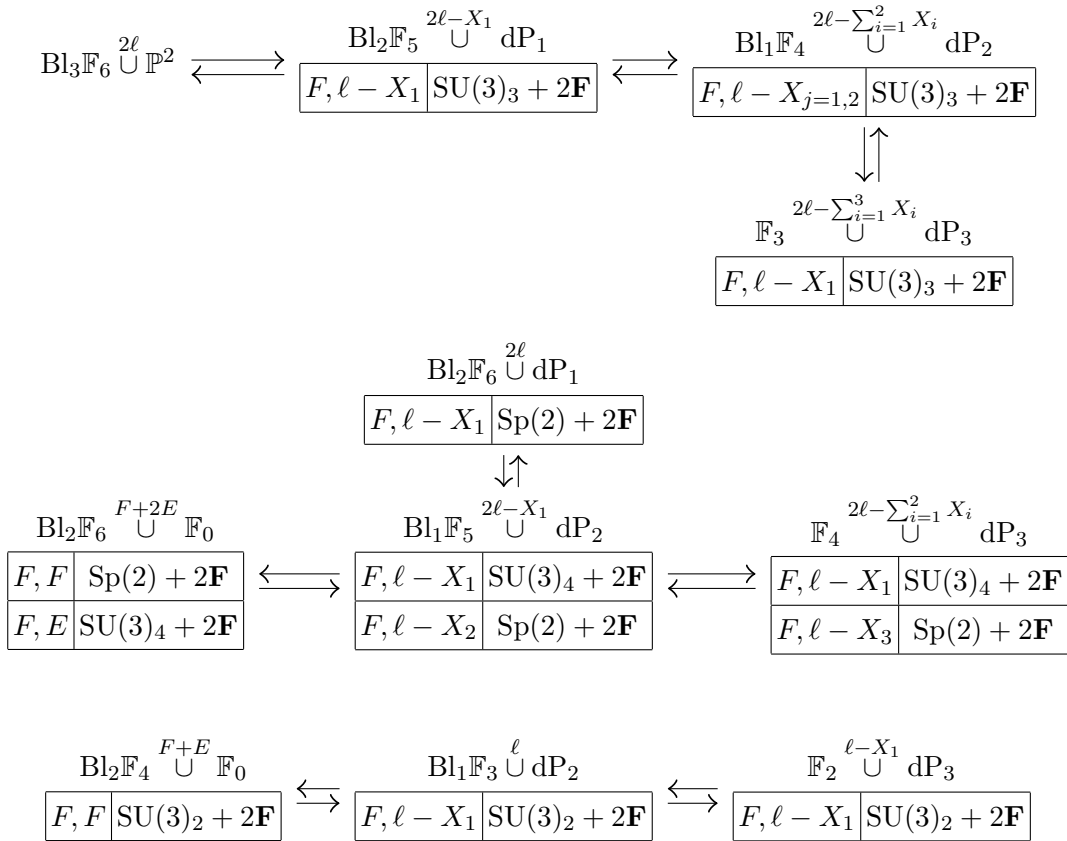 Bl₃𝔽₆ ∪^{2ℓ} ℙ² ⇌ Bl₂𝔽₅ ∪^{2ℓ−X₁} dP₁ ⇌ Bl₁𝔽₄ ∪^{2ℓ−∑_{i=1}^{2} X_i} dP₂
F, ℓ − X₁ | SU(3)₃ + 2𝐅
F, ℓ − X_{j=1,2} | SU(3)₃ + 2𝐅
𝔽₃ ∪^{2ℓ−∑_{i=1}^{3} X_i} dP₃
F, ℓ − X₁ | SU(3)₃ + 2𝐅
Bl₂𝔽₆ ∪^{2ℓ} dP₁
F, ℓ − X₁ | Sp(2) + 2𝐅
Bl₂𝔽₆ ∪^{F+2E} 𝔽₀
F, F | Sp(2) + 2𝐅
F, E | SU(3)₄ + 2𝐅
Bl₁𝔽₅ ∪^{2ℓ−X₁} dP₂
F, ℓ − X₁ | SU(3)₄ + 2𝐅
F, ℓ − X₂ | Sp(2) + 2𝐅
𝔽₄ ∪^{2ℓ−∑_{i=1}^{2} X_i} dP₃
F, ℓ − X₁ | SU(3)₄ + 2𝐅
F, ℓ − X₃ | Sp(2) + 2𝐅
Bl₂𝔽₄ ∪^{F+E} 𝔽₀
F, F | SU(3)₂ + 2𝐅
Bl₁𝔽₃ ∪^{ℓ} dP₂
F, ℓ − X₁ | SU(3)₂ + 2𝐅
𝔽₂ ∪^{ℓ−X₁} dP₃
F, ℓ − X₁ | SU(3)₂ + 2𝐅